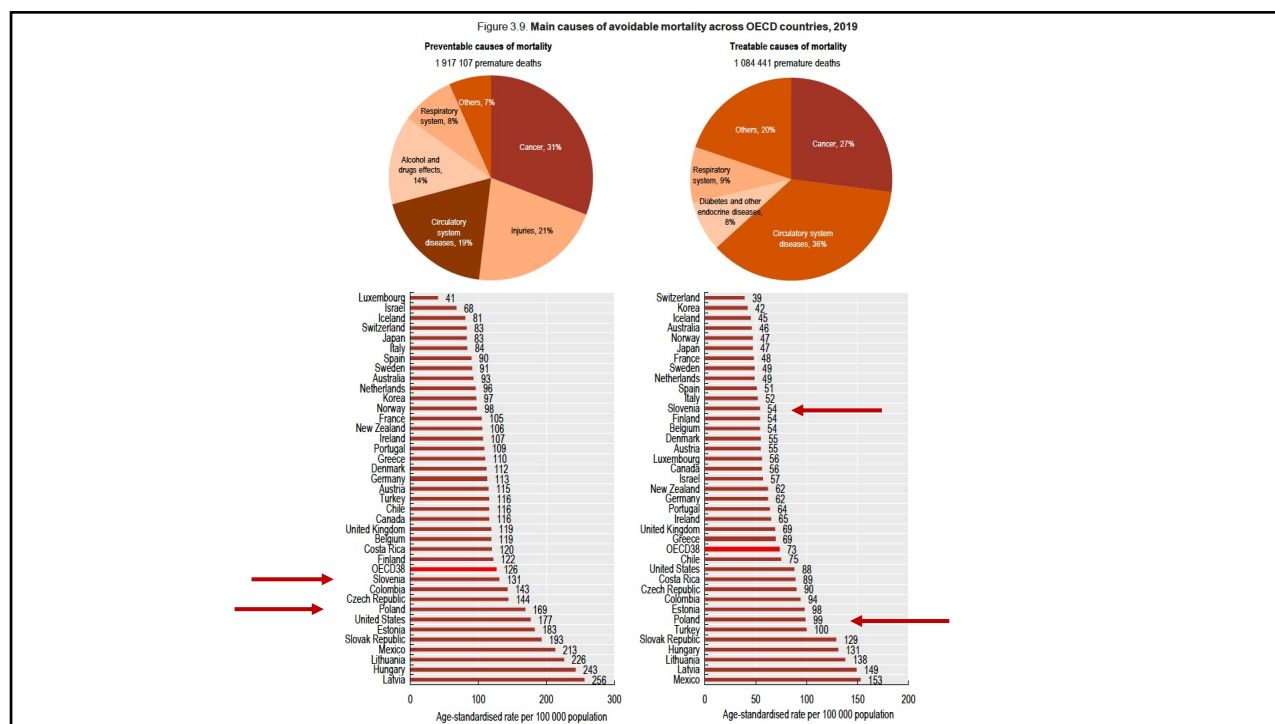 Figure 3.9. Main causes of avoidable mortality across OECD countries, 2019
Preventable causes of mortality
1 917 107 premature deaths
Others, 7%
Respiratory
system, 8%
Cancer, 31%
Alcohol and
drugs effects,
14%
Circulatory
system
diseases, 19%
Injuries, 21%
Treatable causes of mortality
1 084 441 premature deaths
Others, 20%
Cancer, 27%
Respiratory
system, 9%
Diabetes and other
endocrine diseases,
8%
Circulatory system
diseases, 36%
Luxembourg 41
Israel 68
Iceland 81
Switzerland 83
Japan 83
Italy 84
Spain 90
Sweden 91
Australia 93
Netherlands 96
Korea 97
Norway 98
France 105
New Zealand 106
Ireland 107
Portugal 109
Greece 110
Denmark 112
Germany 113
Austria 115
Turkey 116
Chile 116
Canada 116
United Kingdom 119
Belgium 119
Costa Rica 120
Finland 122
OECD38 126
Slovenia 131
Colombia 143
Czech Republic 144
Poland 169
United States 177
Estonia 183
Slovak Republic 193
Mexico 213
Lithuania 226
Hungary 243
Latvia 256
0 100 200 300
Age-standardised rate per 100 000 population
Switzerland 39
Korea 42
Iceland 45
Australia 46
Norway 47
Japan 47
France 48
Sweden 49
Netherlands 49
Spain 51
Italy 52
Slovenia 54
Finland 54
Belgium 54
Denmark 55
Austria 55
Luxembourg 56
Canada 56
Israel 57
New Zealand 62
Germany 62
Portugal 64
Ireland 65
United Kingdom 69
Greece 69
OECD38 73
Chile 75
United States 88
Costa Rica 89
Czech Republic 90
Colombia 94
Estonia 98
Poland 99
Turkey 100
Slovak Republic 129
Hungary 131
Lithuania 138
Latvia 149
Mexico 153
0 50 100 150 200
Age-standardised rate per 100 000 population